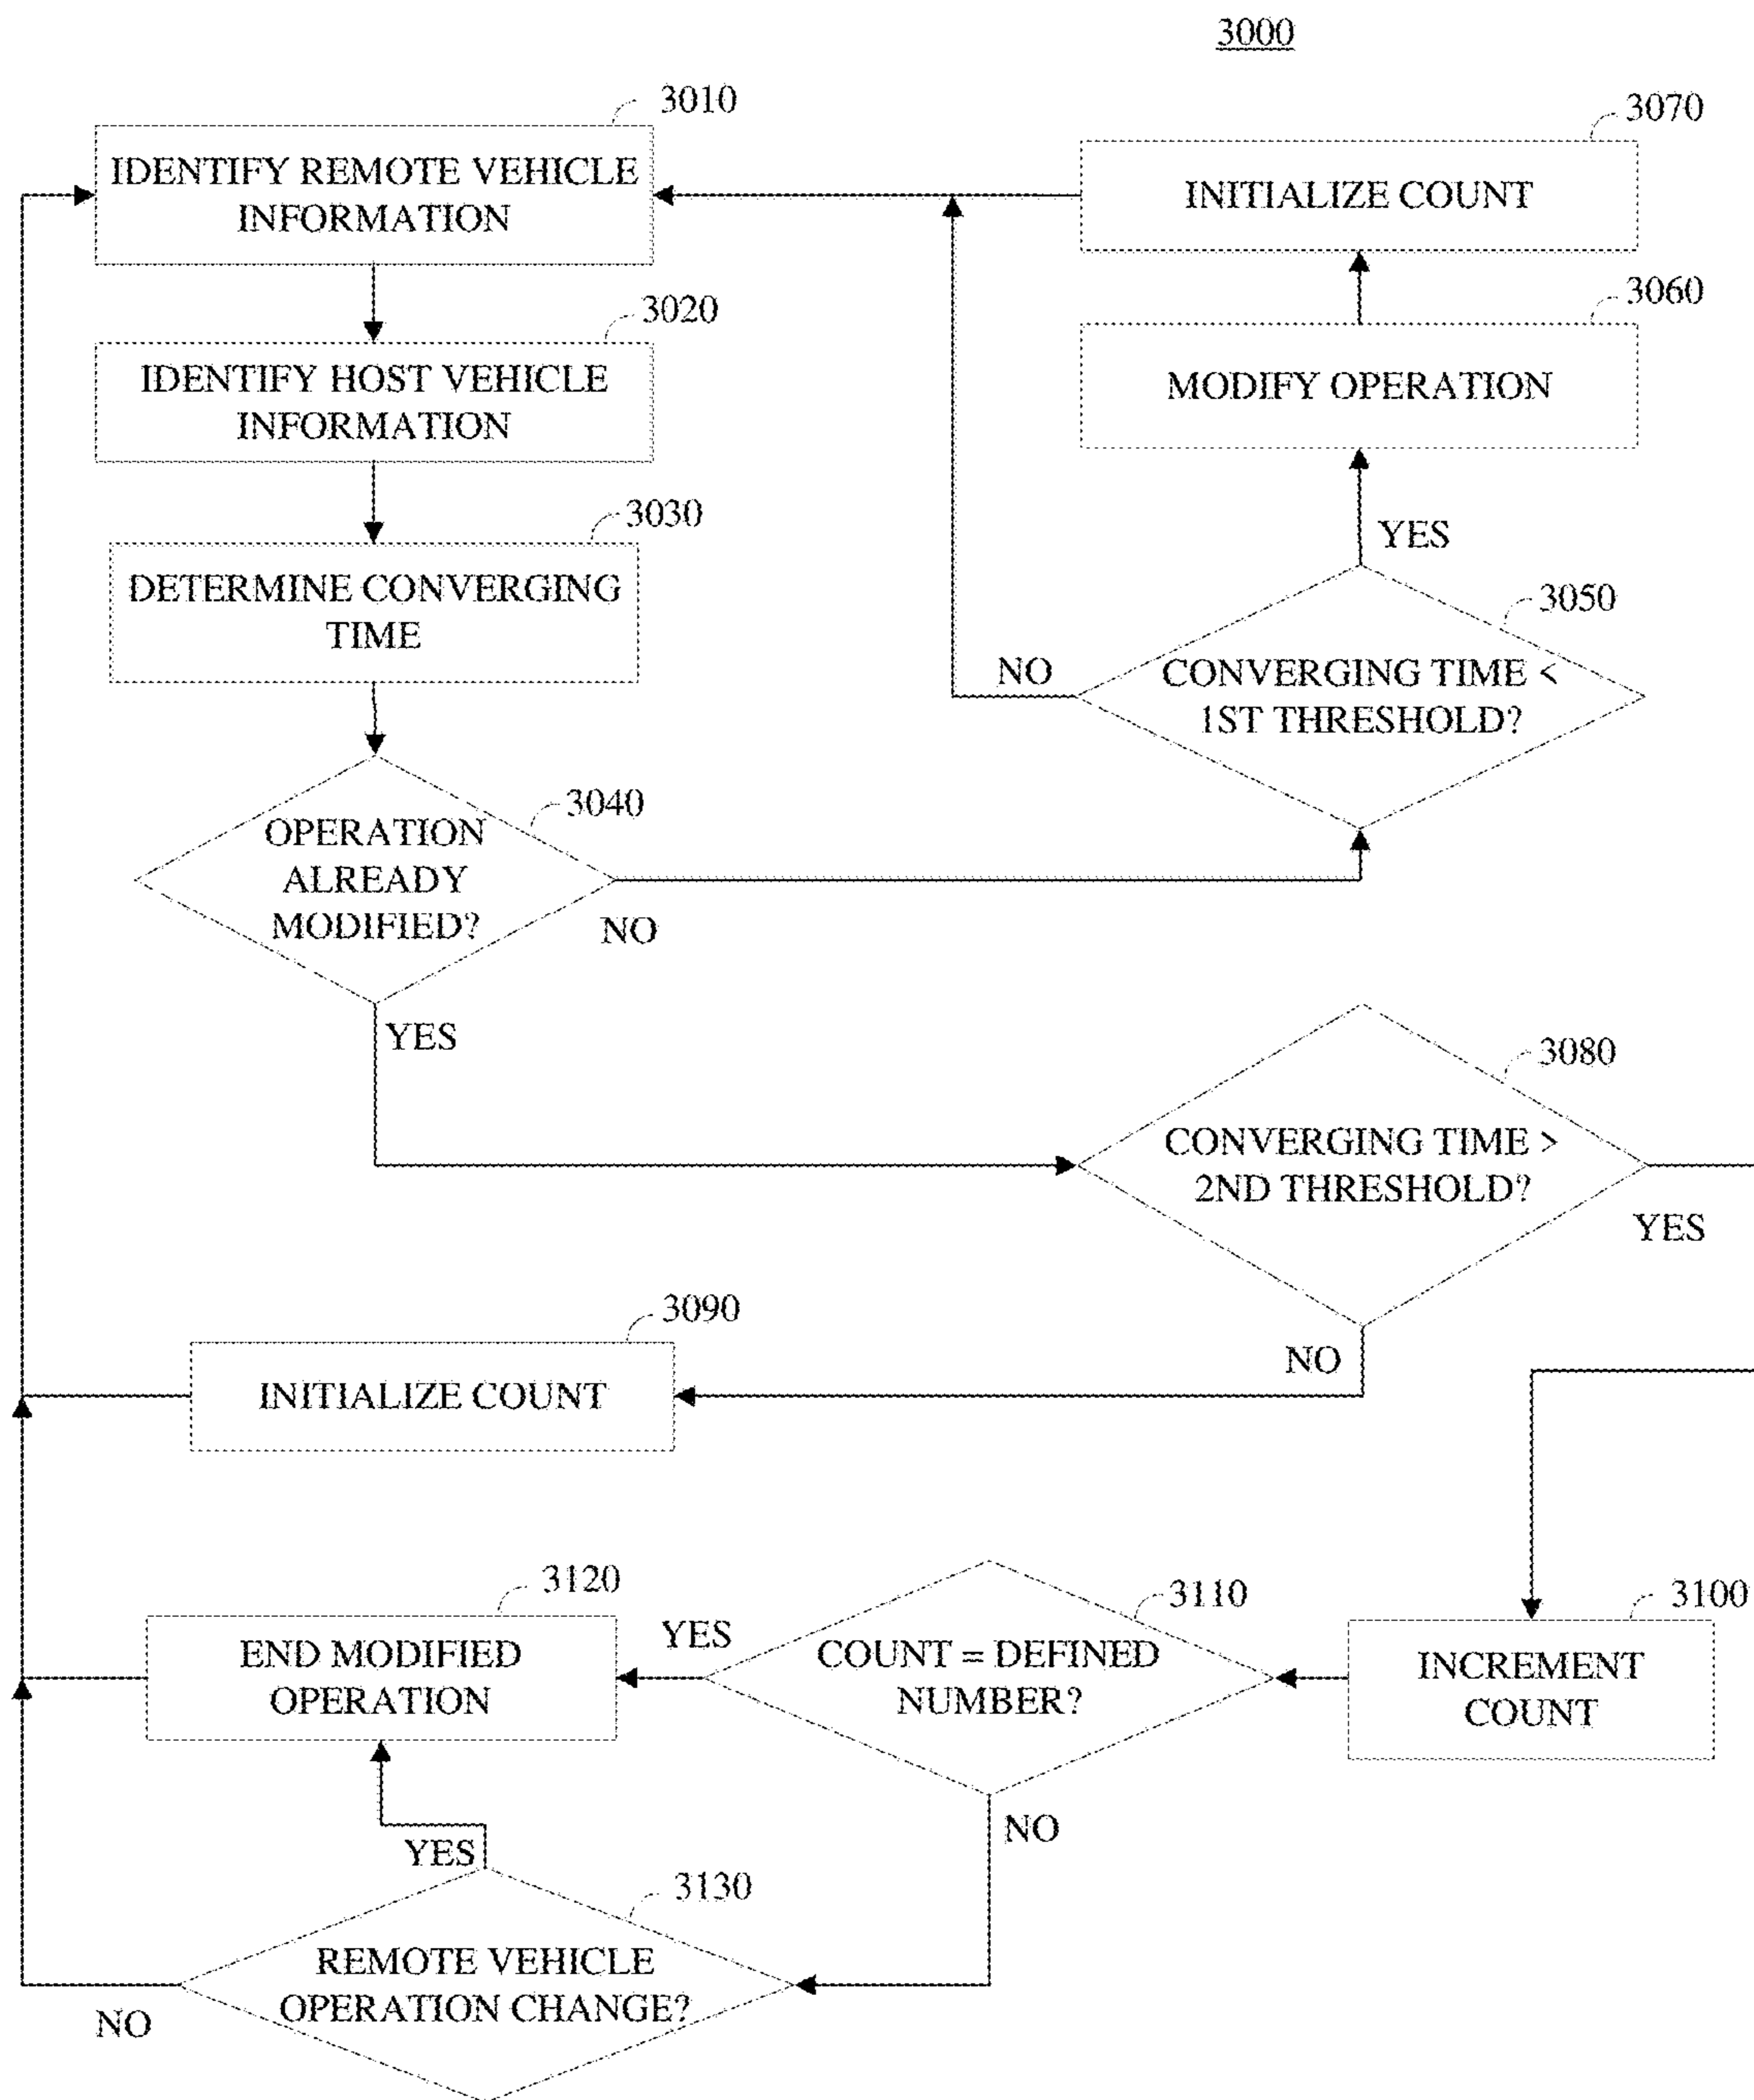 3000
3010
IDENTIFY REMOTE VEHICLE
INFORMATION
3070
INITIALIZE COUNT
3020
IDENTIFY HOST VEHICLE
INFORMATION
3060
MODIFY OPERATION
3030
DETERMINE CONVERGING
TIME
YES
3050
CONVERGING TIME <
1ST THRESHOLD?
NO
3040
OPERATION
ALREADY
MODIFIED?
NO
YES
3080
CONVERGING TIME >
2ND THRESHOLD?
YES
NO
3090
INITIALIZE COUNT
3120
END MODIFIED
OPERATION
YES
3110
COUNT = DEFINED
NUMBER?
3100
INCREMENT
COUNT
NO
YES
3130
REMOTE VEHICLE
OPERATION CHANGE?
NO